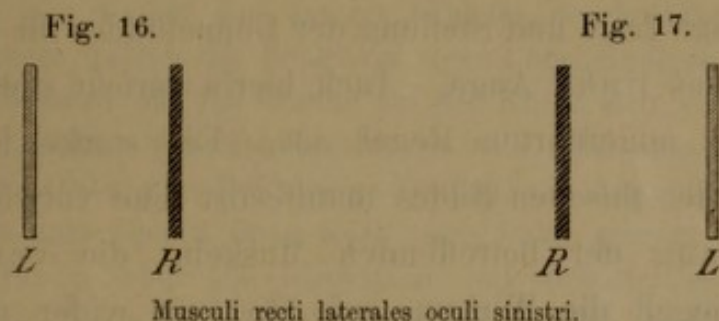 Fig. 16. Fig. 17.
L R R L
Musculi recti laterales oculi sinistri.